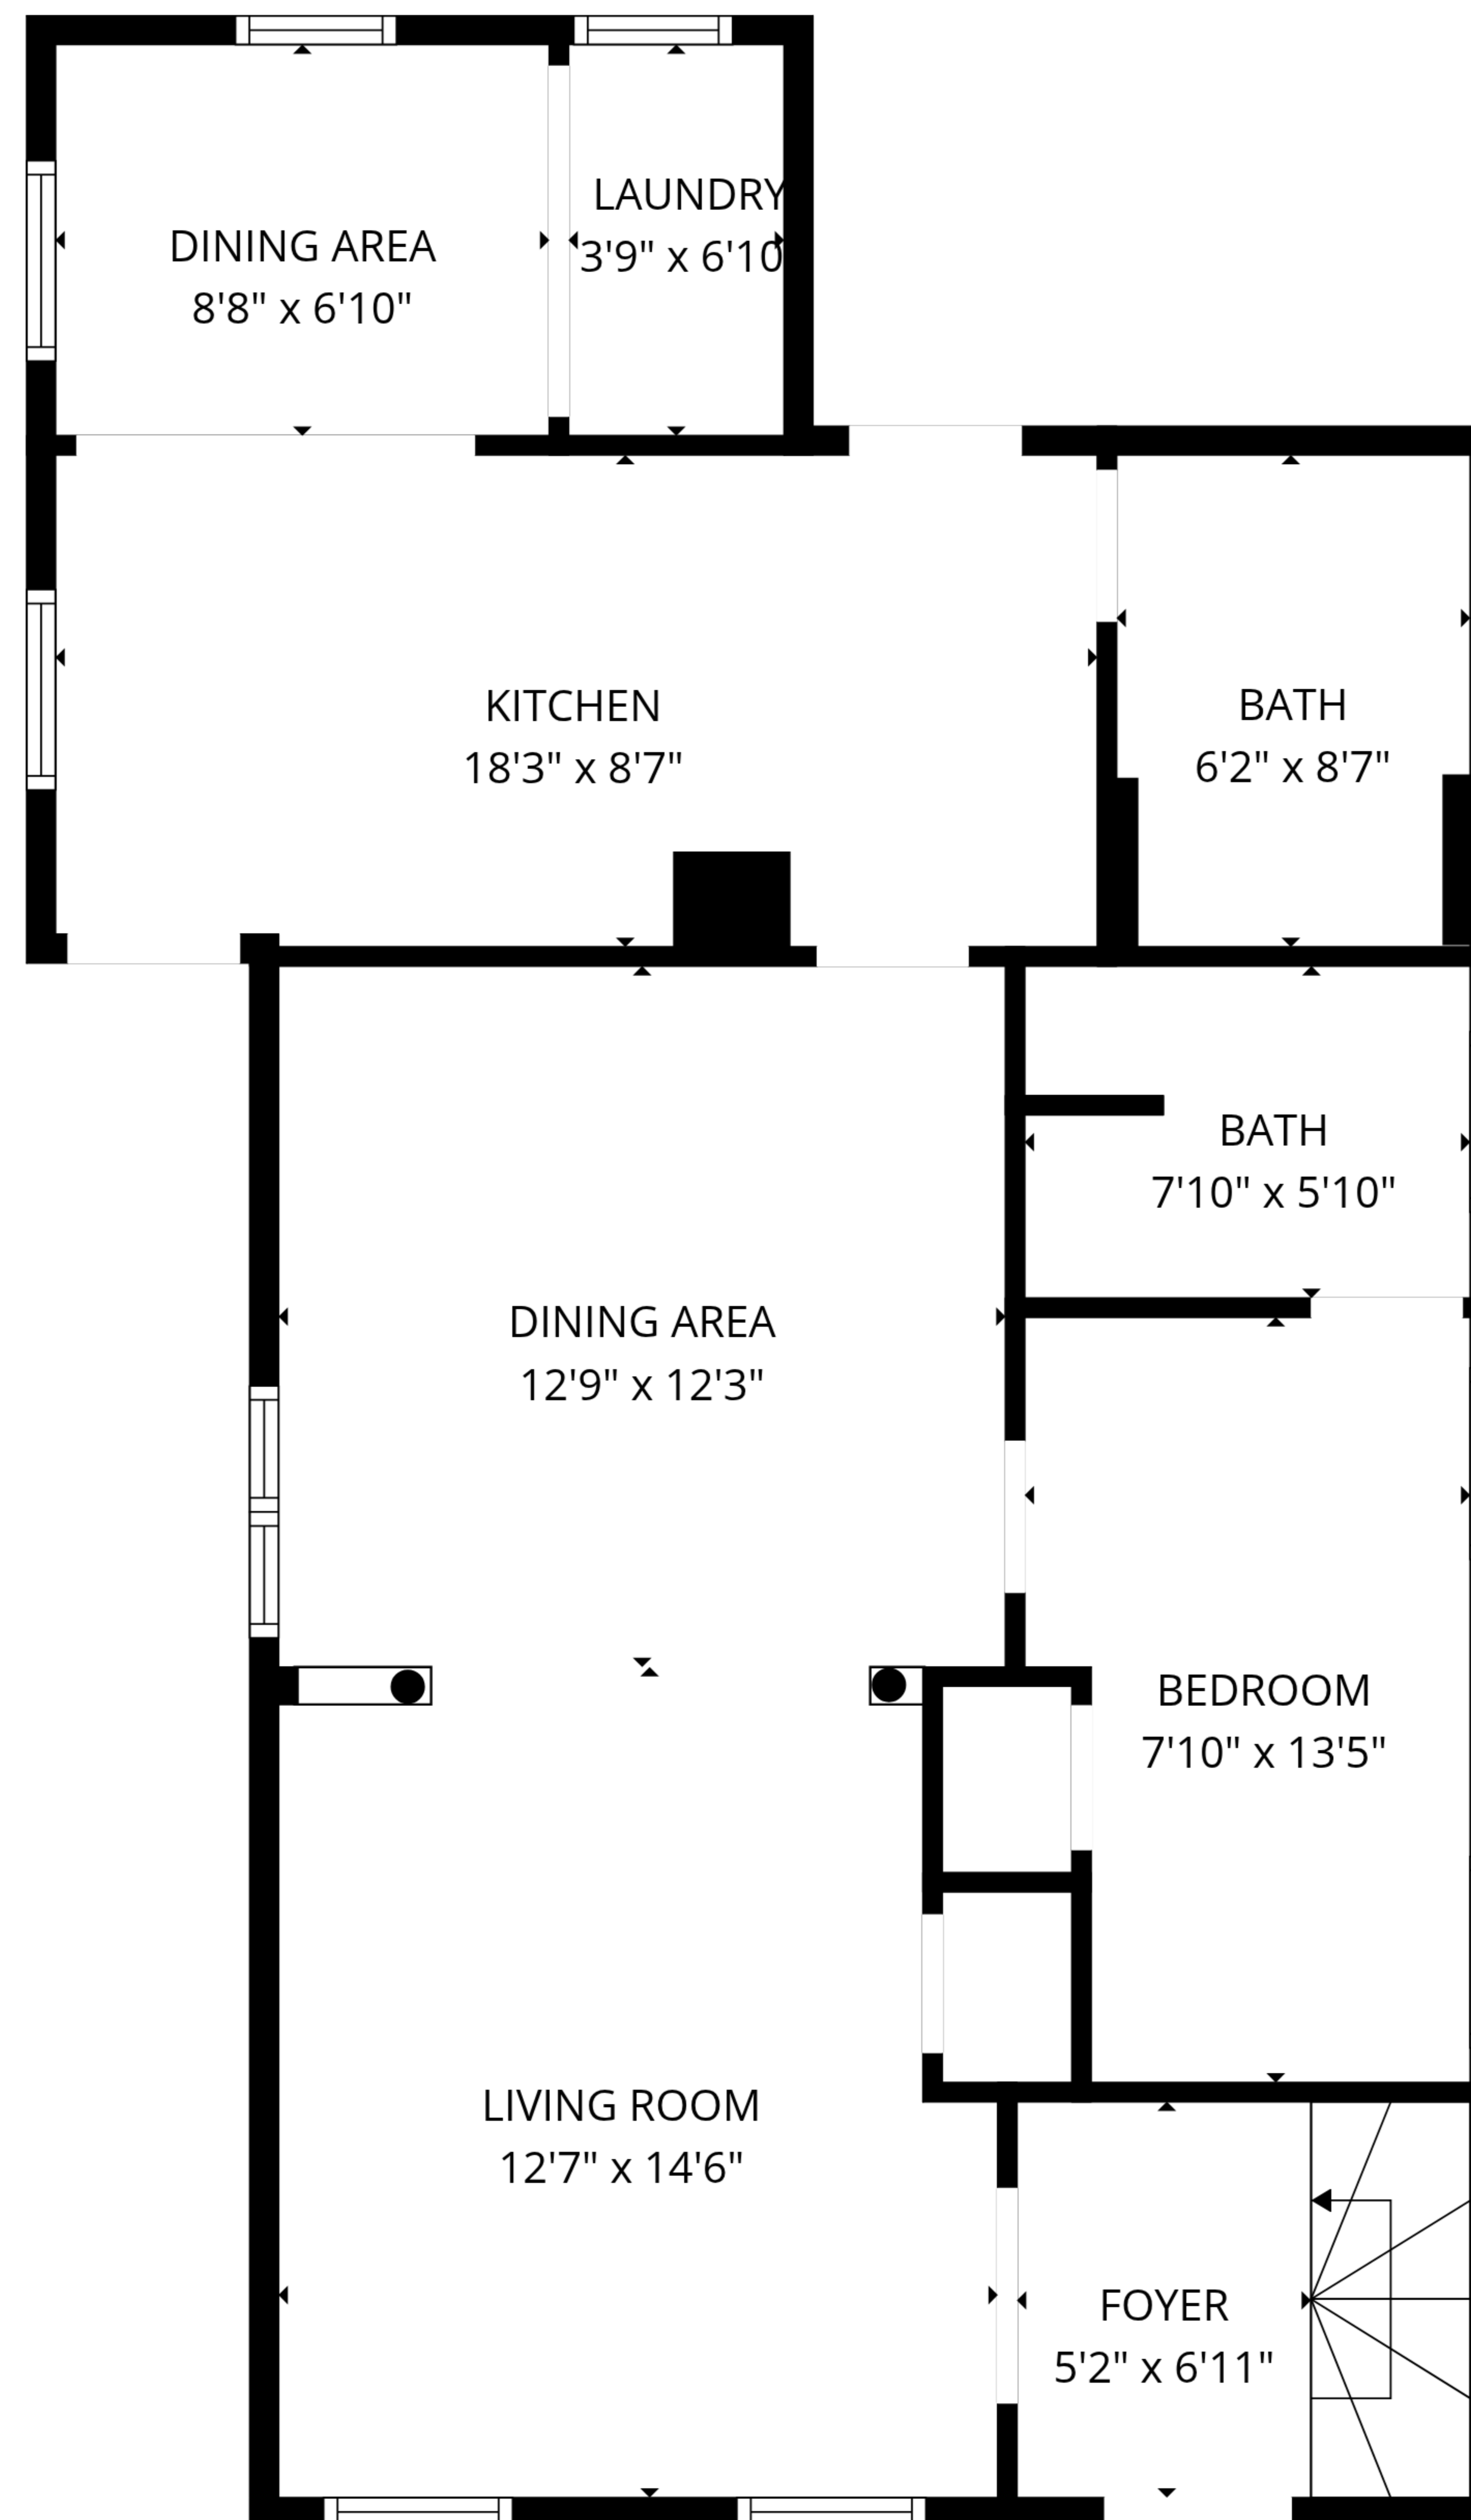 DINING AREA
8'8" x 6'10"
LAUNDRY
3'9" x 6'10
KITCHEN
18'3" x 8'7"
BATH
6'2" x 8'7"
BATH
7'10" x 5'10"
DINING AREA
12'9" x 12'3"
BEDROOM
7'10" x 13'5"
LIVING ROOM
12'7" x 14'6"
FOYER
5'2" x 6'11"